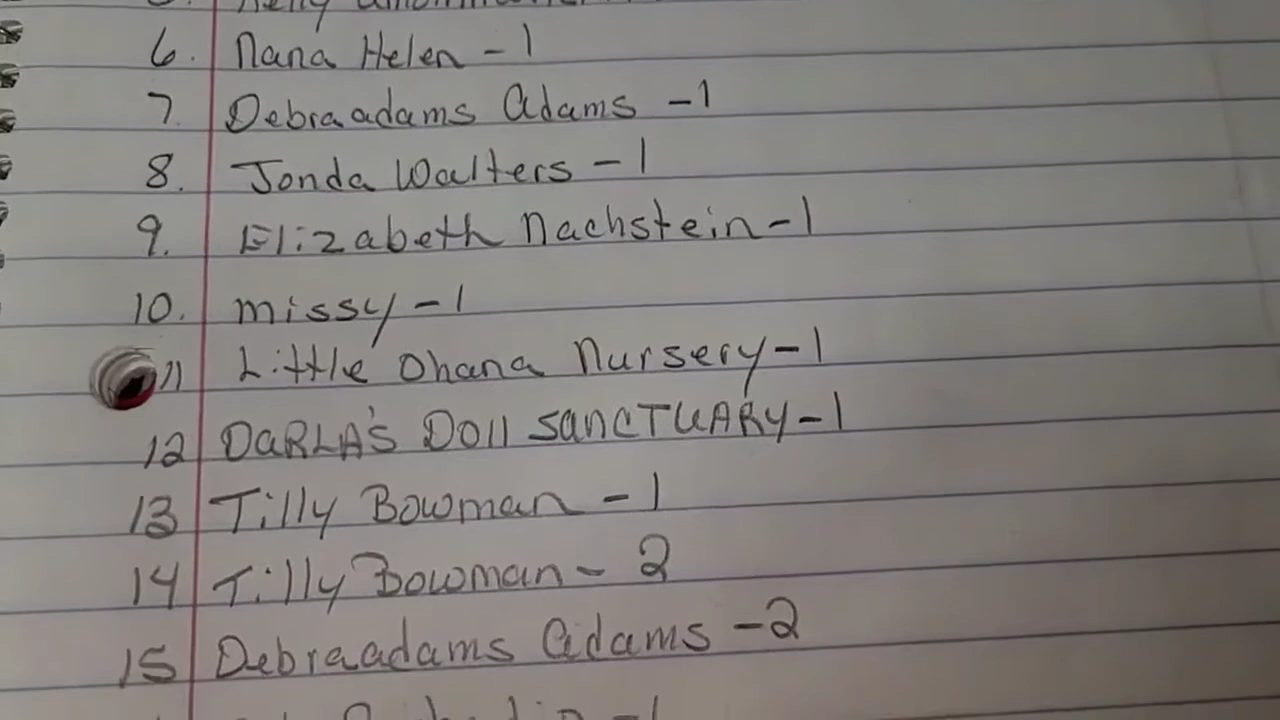 6. Nana Helen - 1
7. Debraadams Adams - 1
8. Jonda Walters - 1
9. Elizabeth Nachstein - 1
10. missy - 1
11 Little Ohana Nursery - 1
12 DaRLA'S Doll SancTUARY - 1
13 Tilly Bowman - 1
14 Tilly Bowman - 2
15 Debraadams Adams - 2